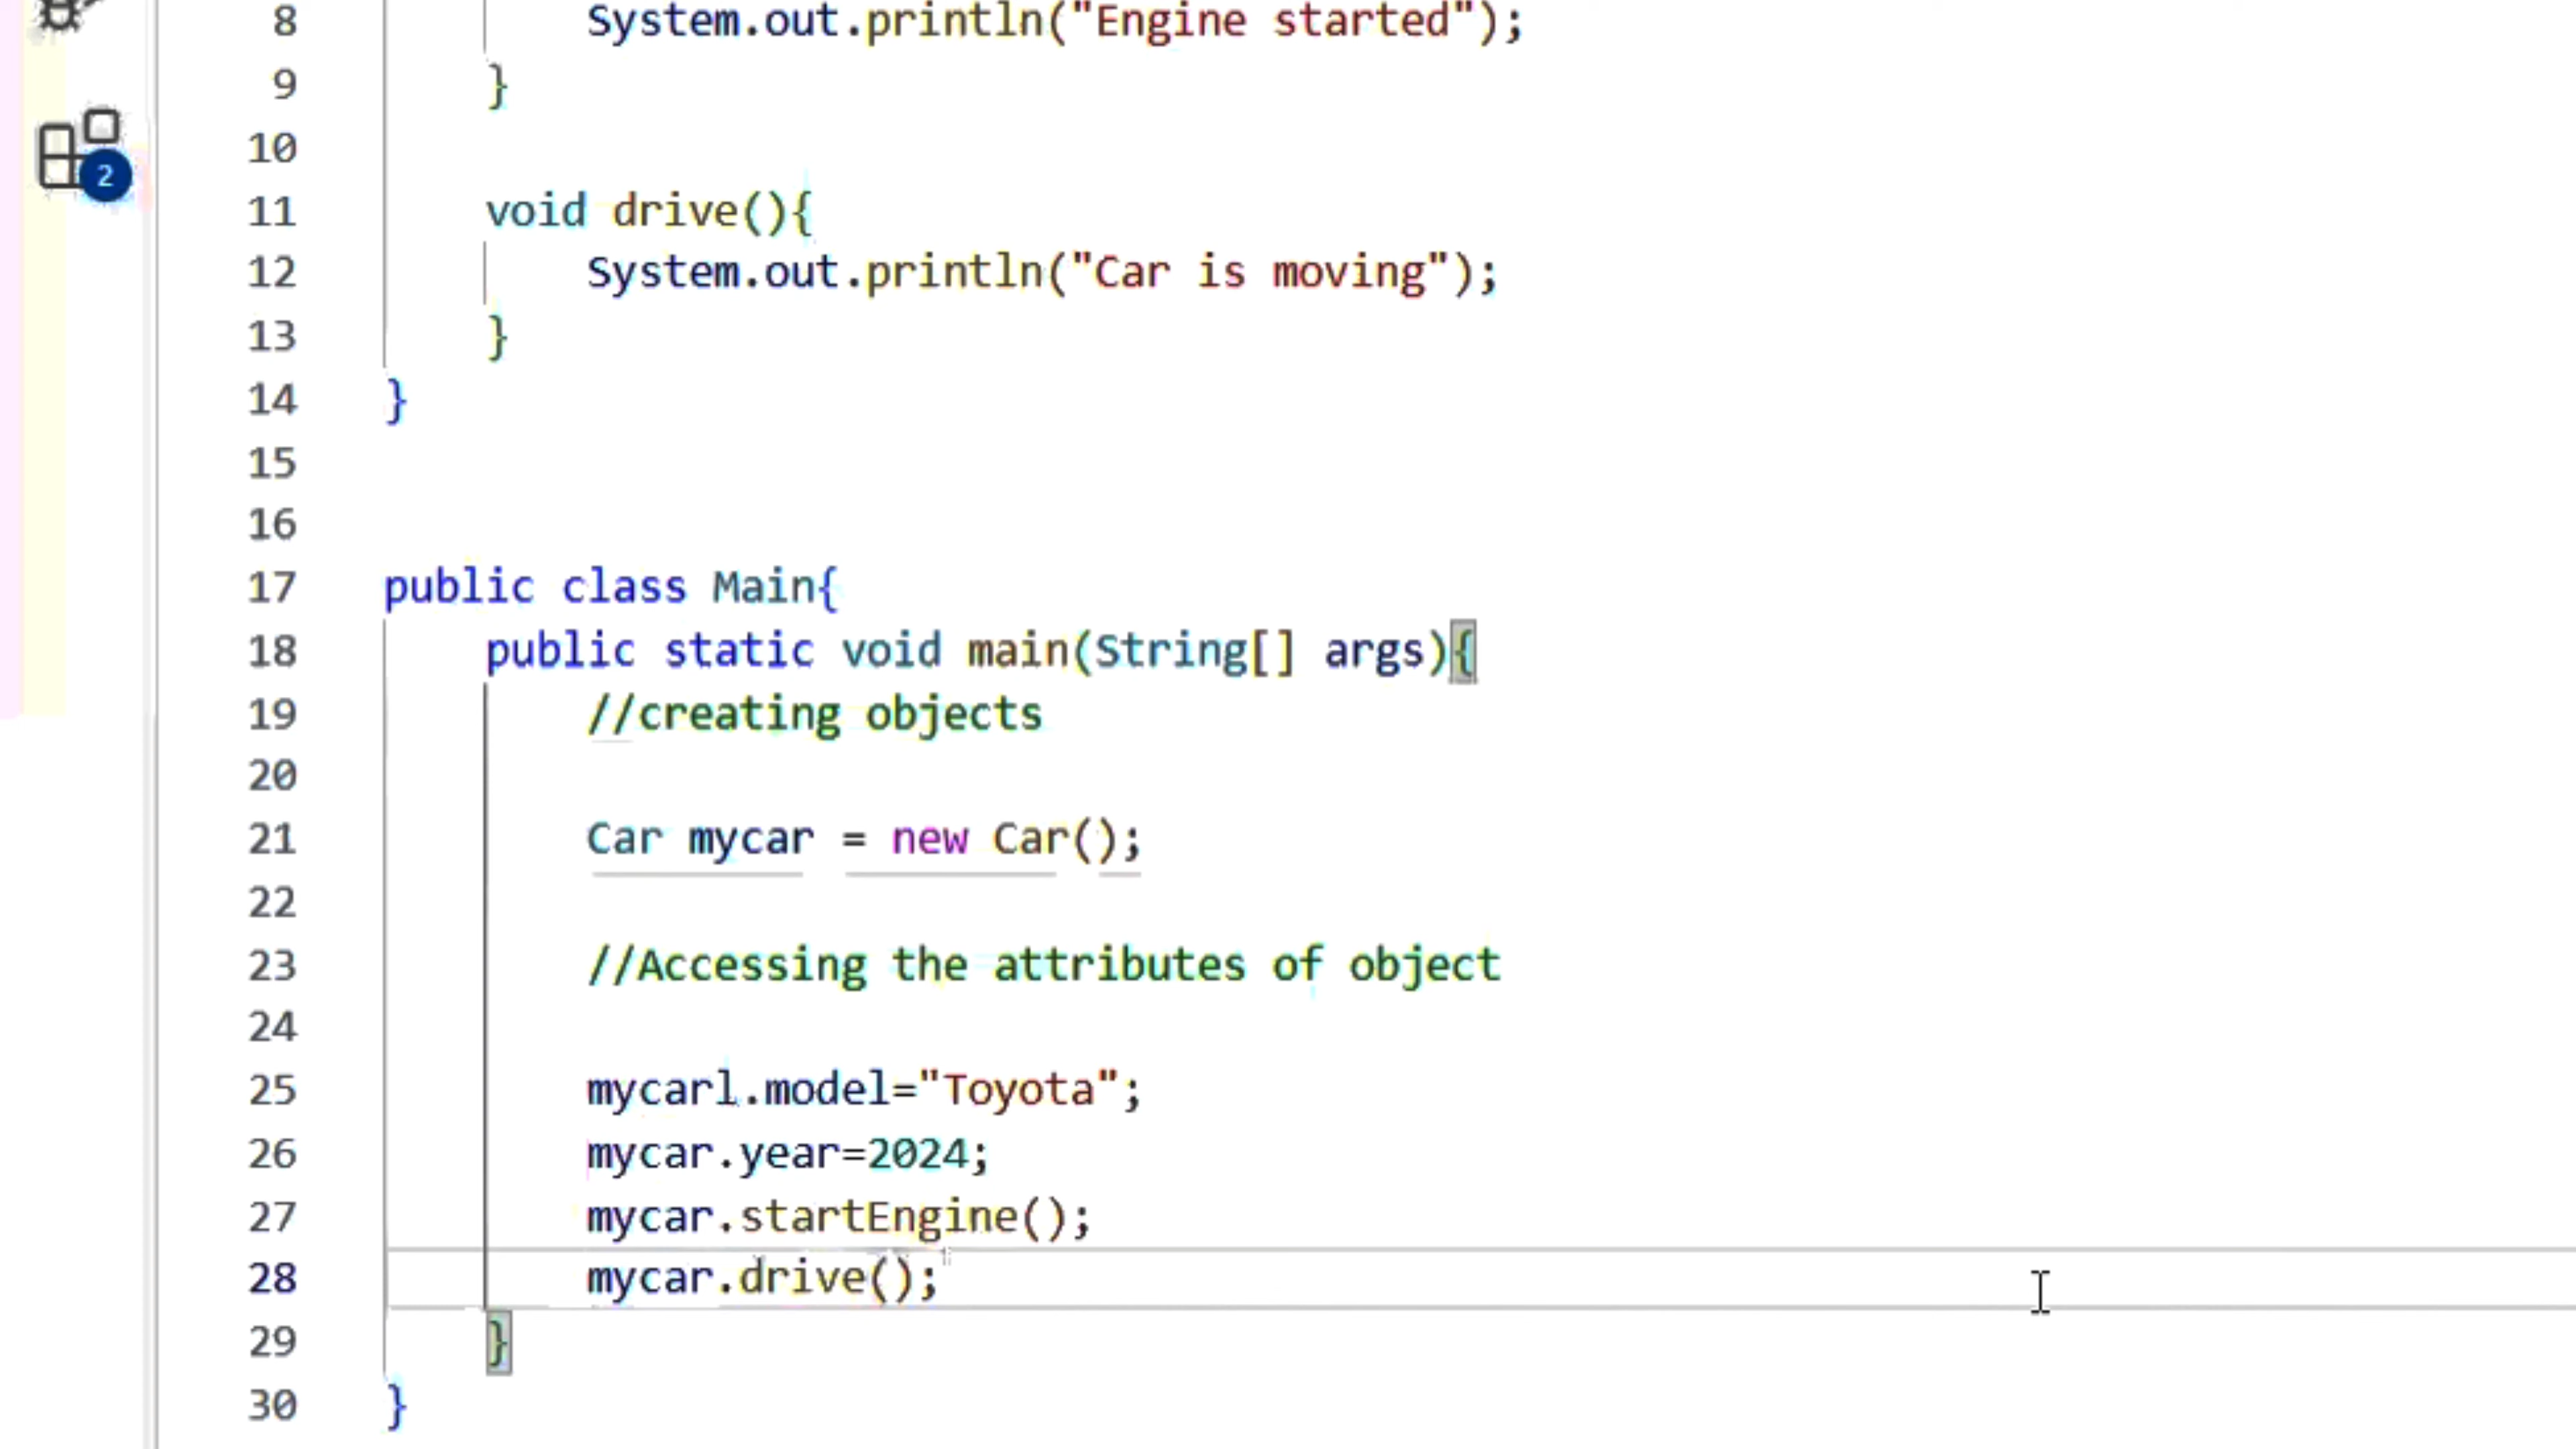 8 System.out.println("Engine started");
9 }
2
10
11 void drive(){
12 System.out.println("Car is moving");
13 }
14 }
15
16
17 public class Main{
18 public static void main(String[] args){
19 //creating objects
20
21 Car mycar = new Car();
22
23 //Accessing the attributes of object
24
25 mycarl.model="Toyota";
26 mycar.year=2024;
27 mycar.startEngine();
28 mycar.drive();
29 }
30 }